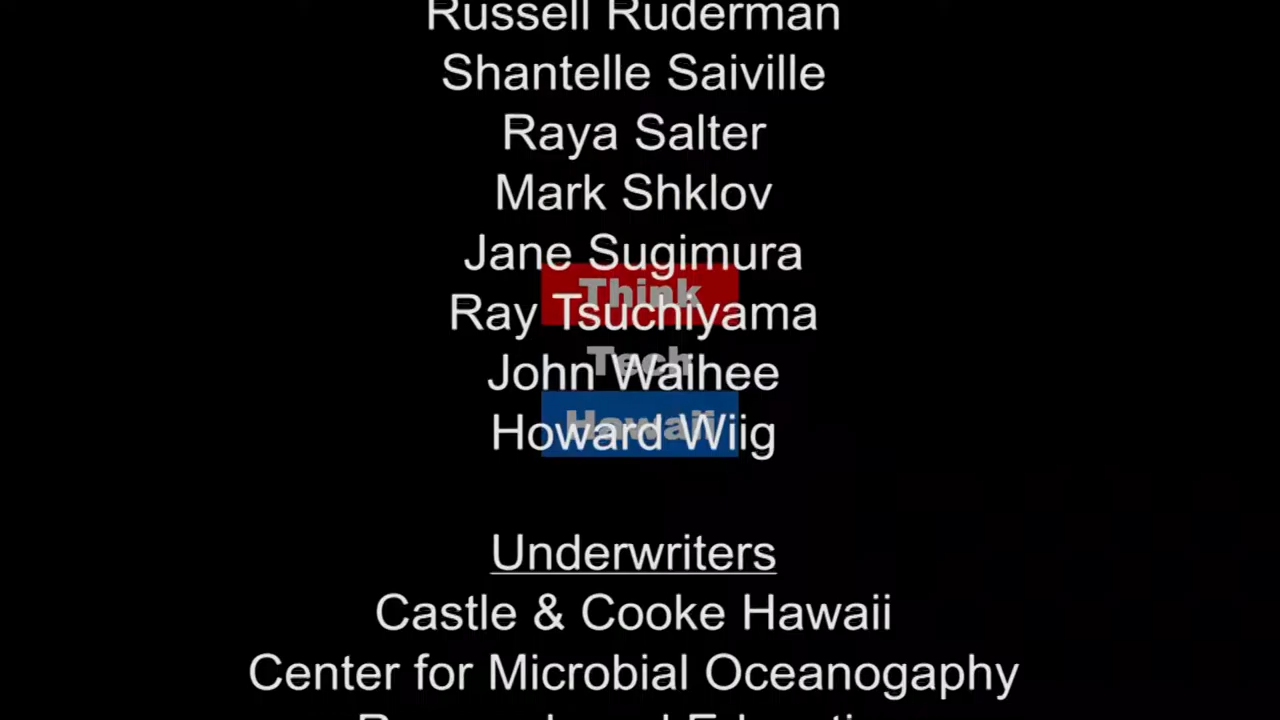 Russell Ruderman
Shantelle Saiville
Raya Salter
Mark Shklov
Jane Sugimura
Think
Ray Tsuchiyama
Tech
John Waihee
Hawaii
Howard Wiig
Underwriters
Castle & Cooke Hawaii
Center for Microbial Oceanogaphy